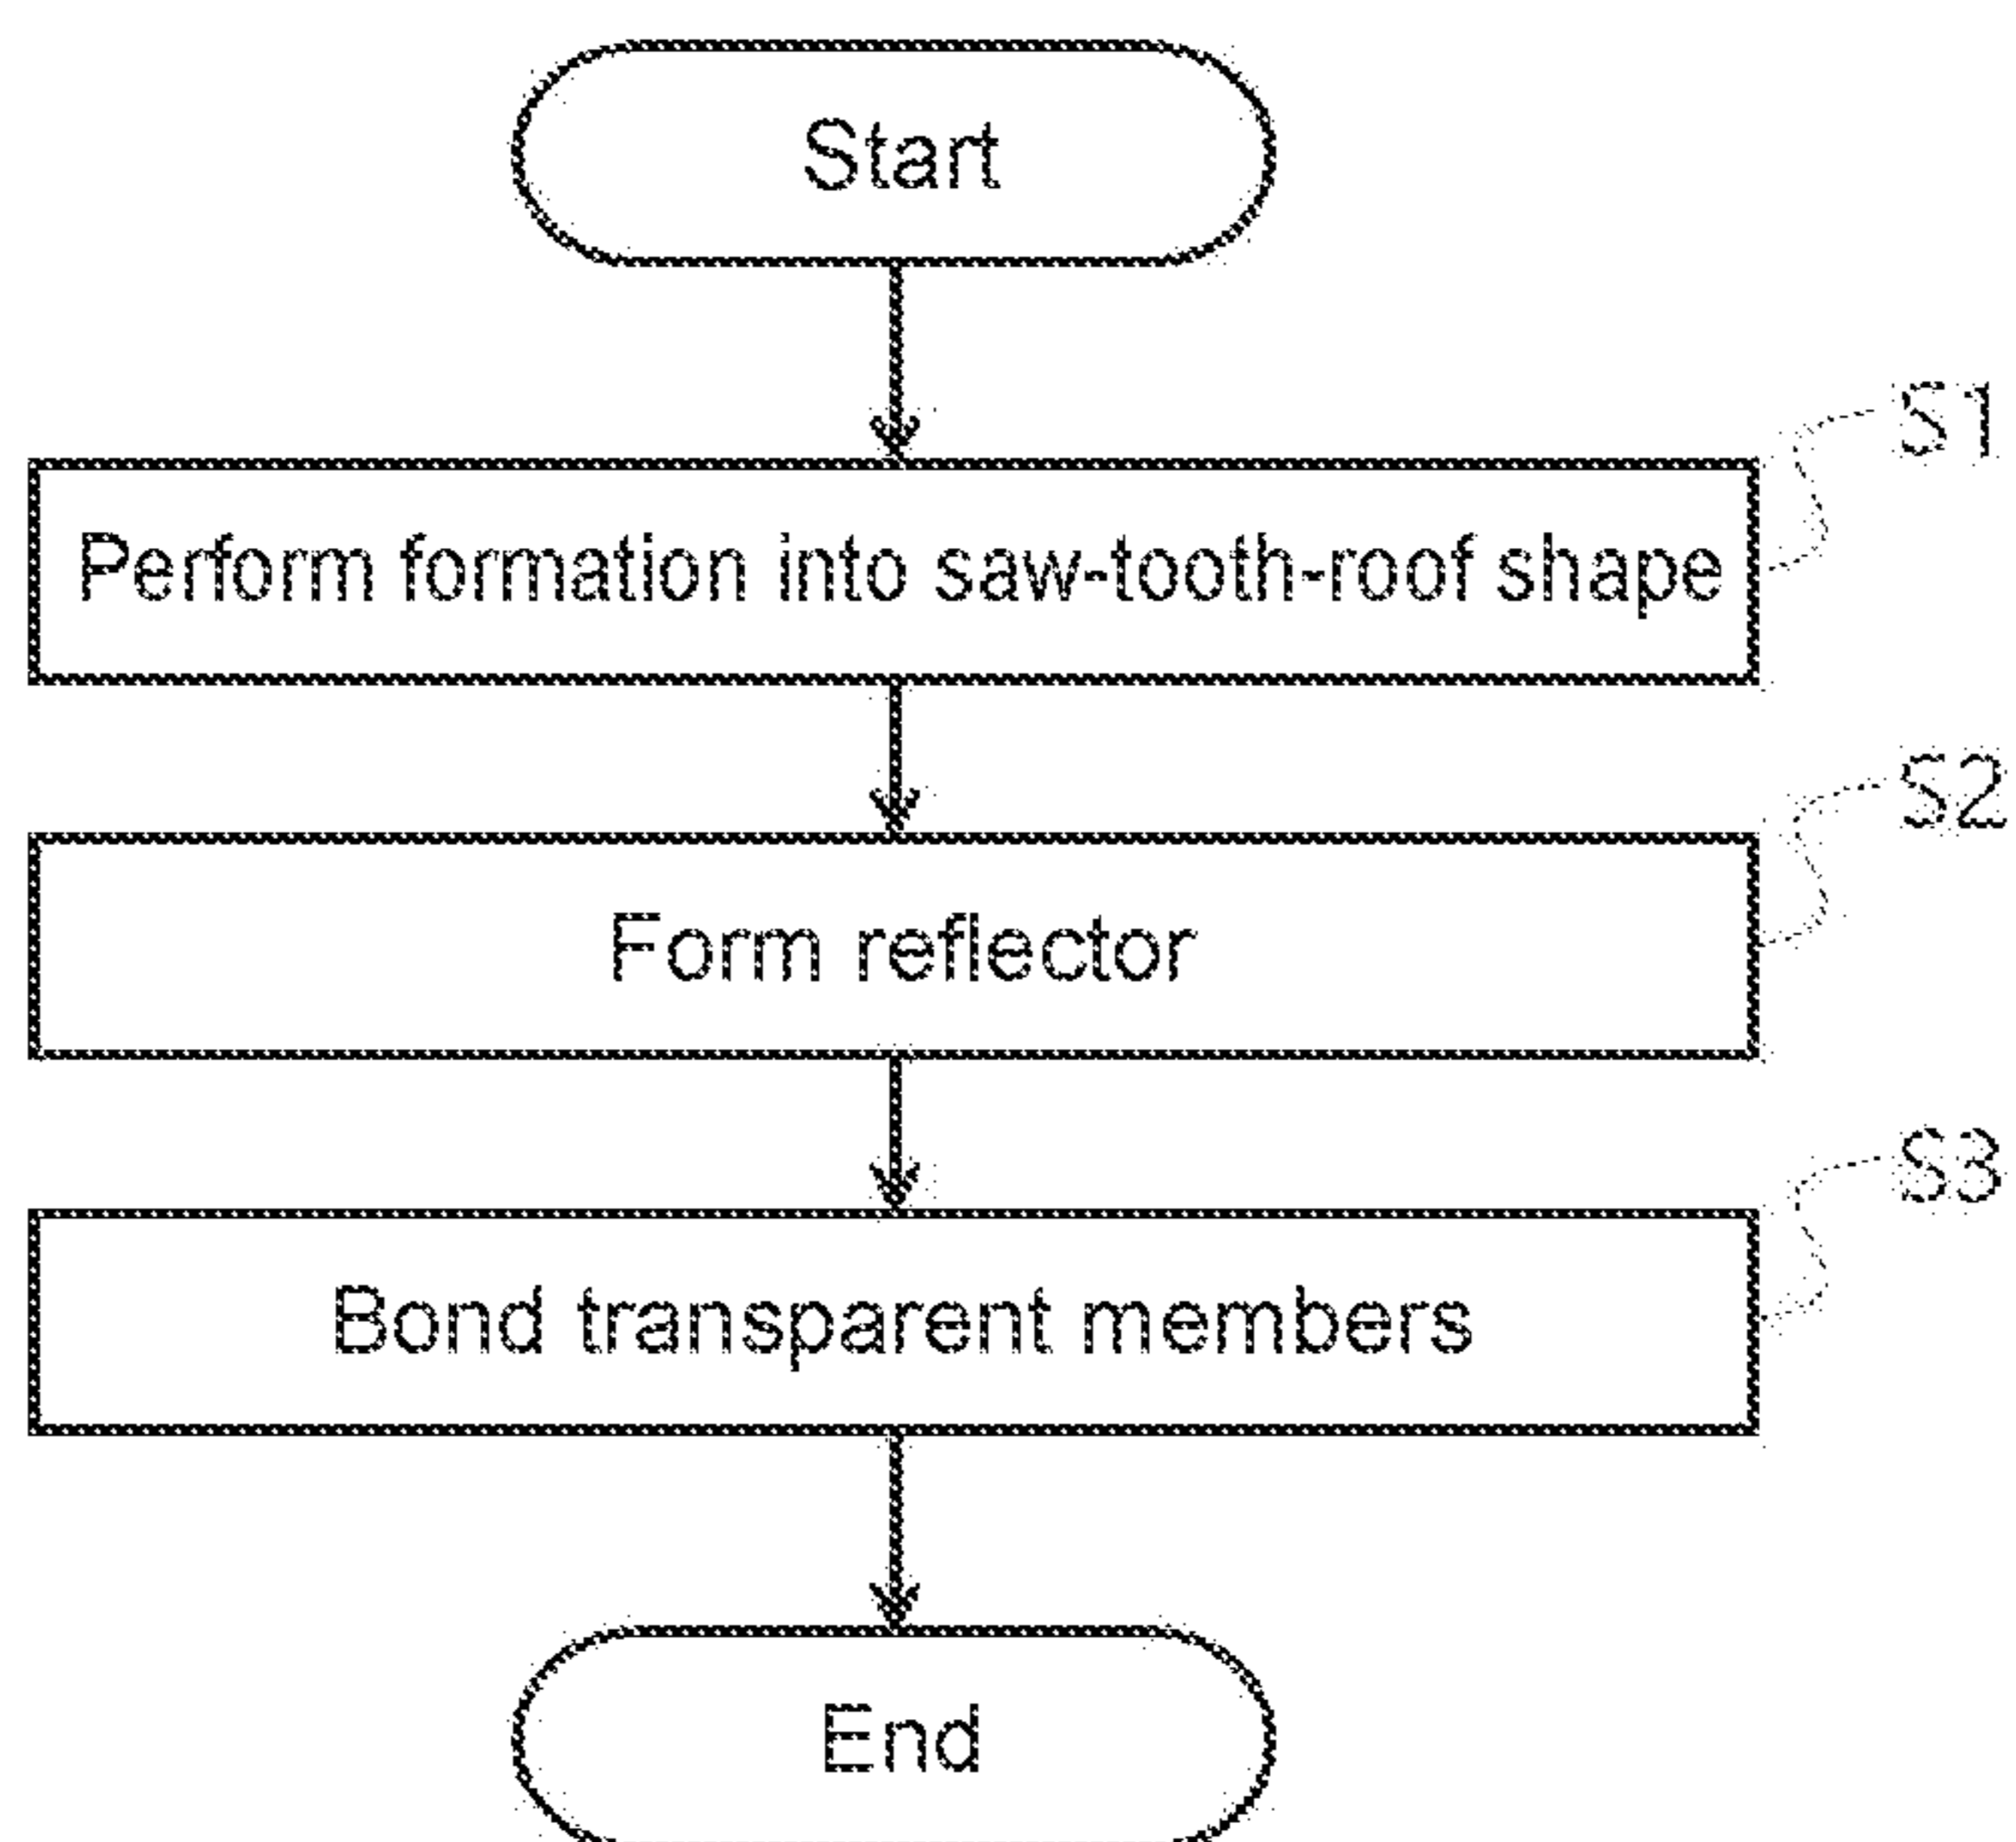 Start
S1
Perform formation into saw-tooth-roof shape
S2
Form reflector
S3
Bond transparent members
End